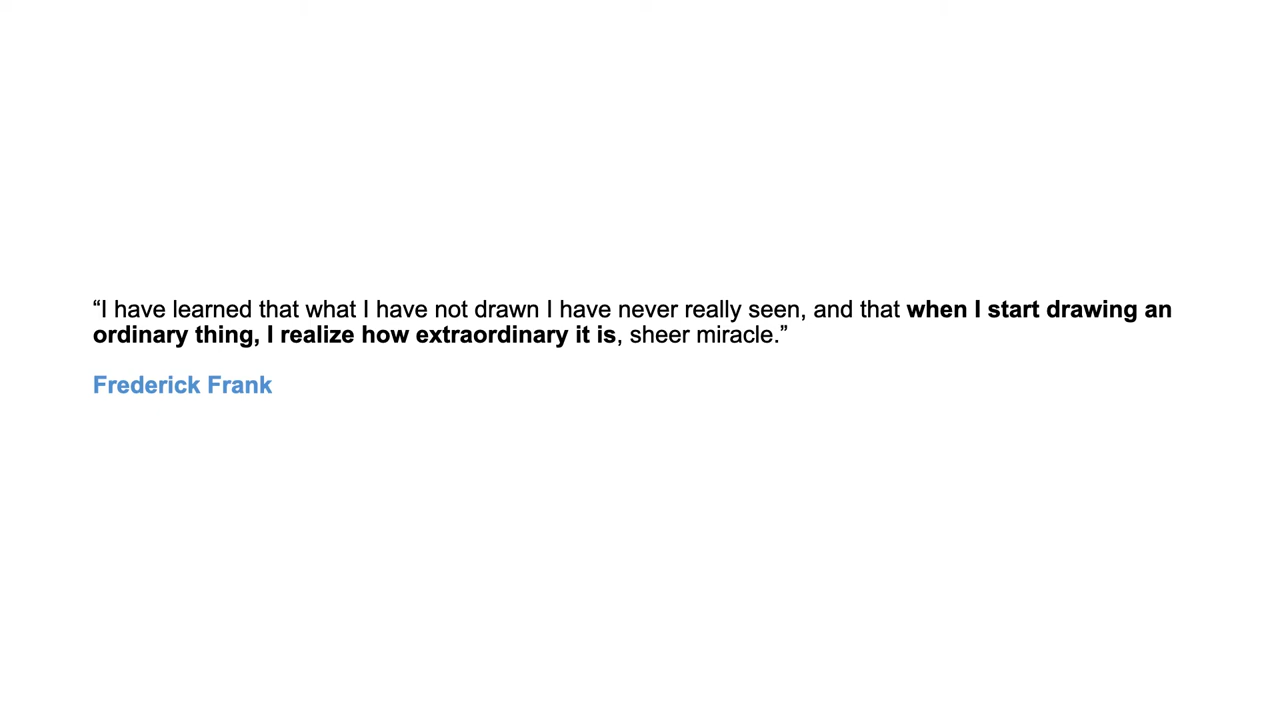 “I have learned that what I have not drawn I have never really seen, and that when I start drawing an
ordinary thing, I realize how extraordinary it is, sheer miracle.”
Frederick Frank